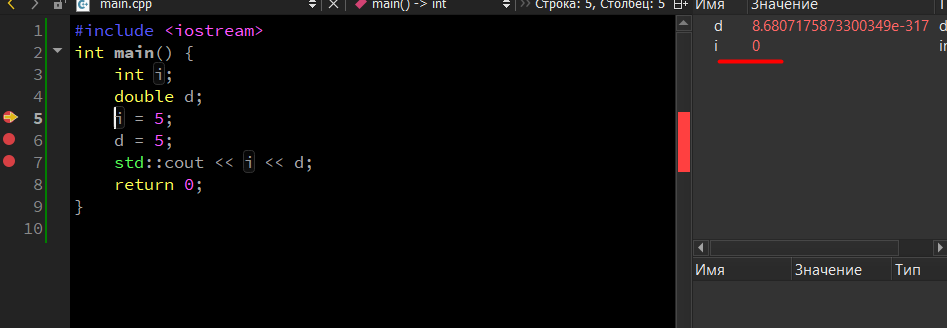 main.cpp
main() -> int
Строка: 5, Столбец: 5
1 #include <iostream>
2 int main() {
3 int i;
4 double d;
5 i = 5;
6 d = 5;
7 std::cout << i << d;
8 return 0;
9 }
10
Имя Значение
d 8.6807175873300349e-317 d
i 0 in
Имя Значение Тип